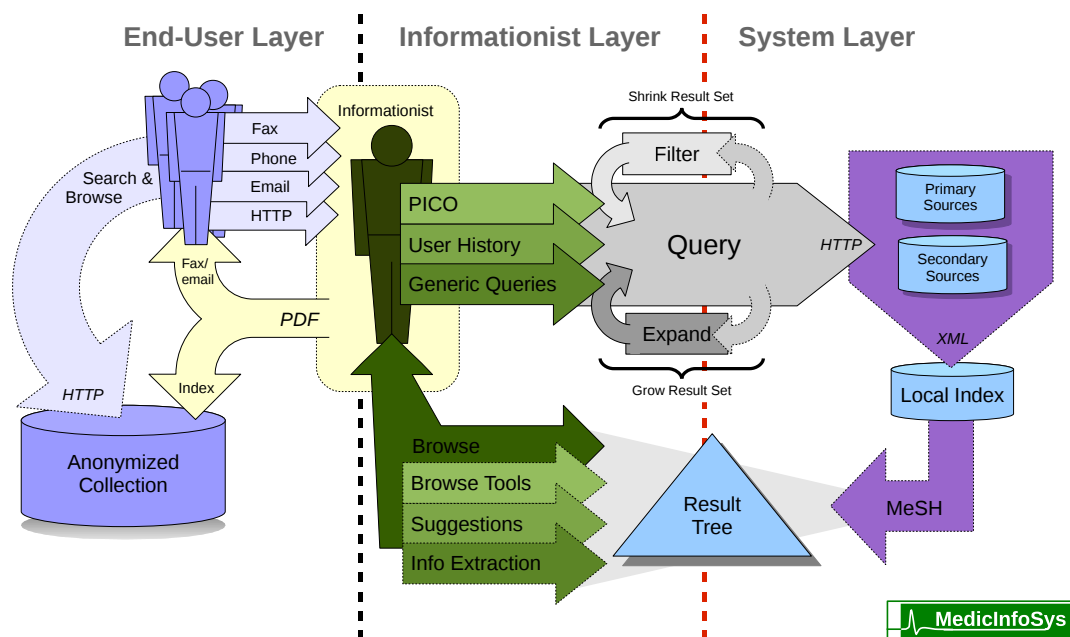 End-User Layer
Informationist Layer
System Layer
Informationist
Fax
Phone
Email
HTTP
Search &
Browse
Fax/
email
PDF
Index
HTTP
Anonymized
Collection
PICO
User History
Generic Queries
Shrink Result Set
Filter
Query
Expand
Grow Result Set
HTTP
Primary
Sources
Secondary
Sources
XML
Local Index
MeSH
Browse
Browse Tools
Suggestions
Info Extraction
Result
Tree
MedicInfoSys